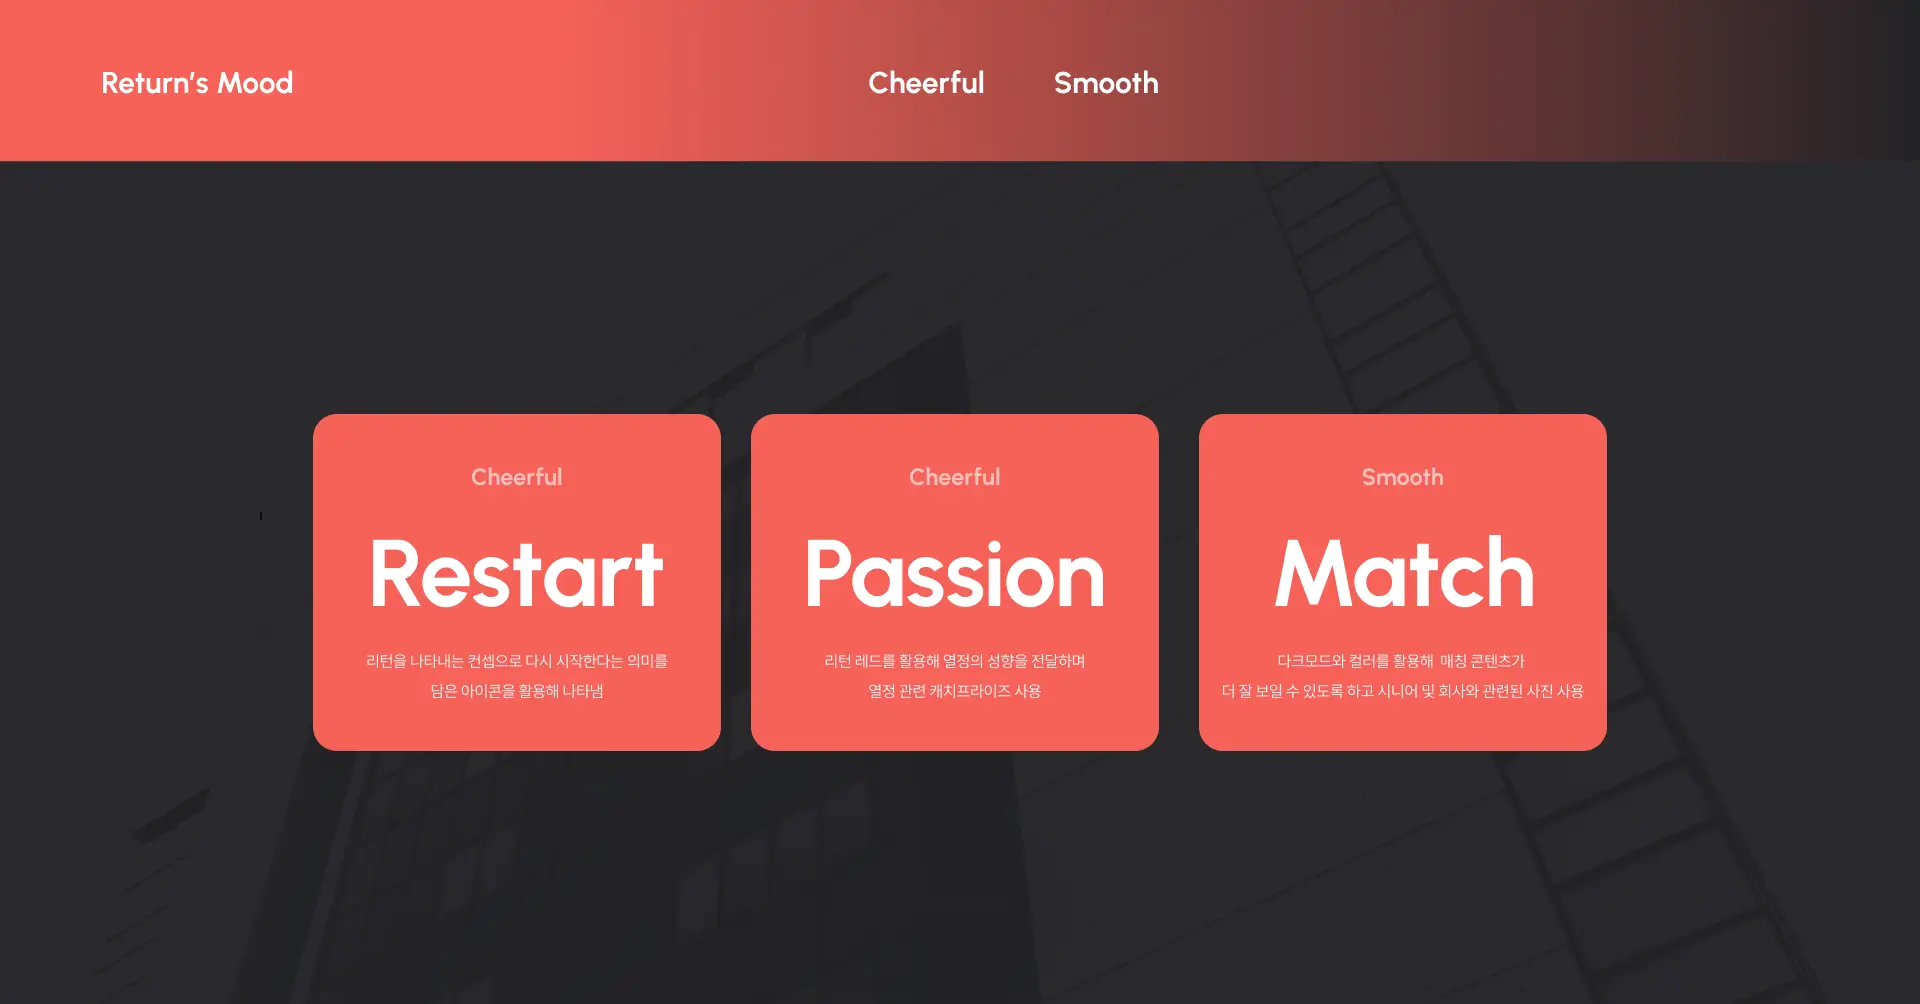 Return’s Mood
Cheerful
Smooth
Cheerful
Restart
리턴을 나타내는 컨셉으로 다시 시작한다는 의미를
담은 아이콘을 활용해 나타냄
Cheerful
Passion
리턴 레드를 활용해 열정의 성향을 전달하며
열정 관련 캐치프라이즈 사용
Smooth
Match
다크모드와 컬러를 활용해 매칭 콘텐츠가
더 잘 보일 수 있도록 하고 시니어 및 회사와 관련된 사진 사용